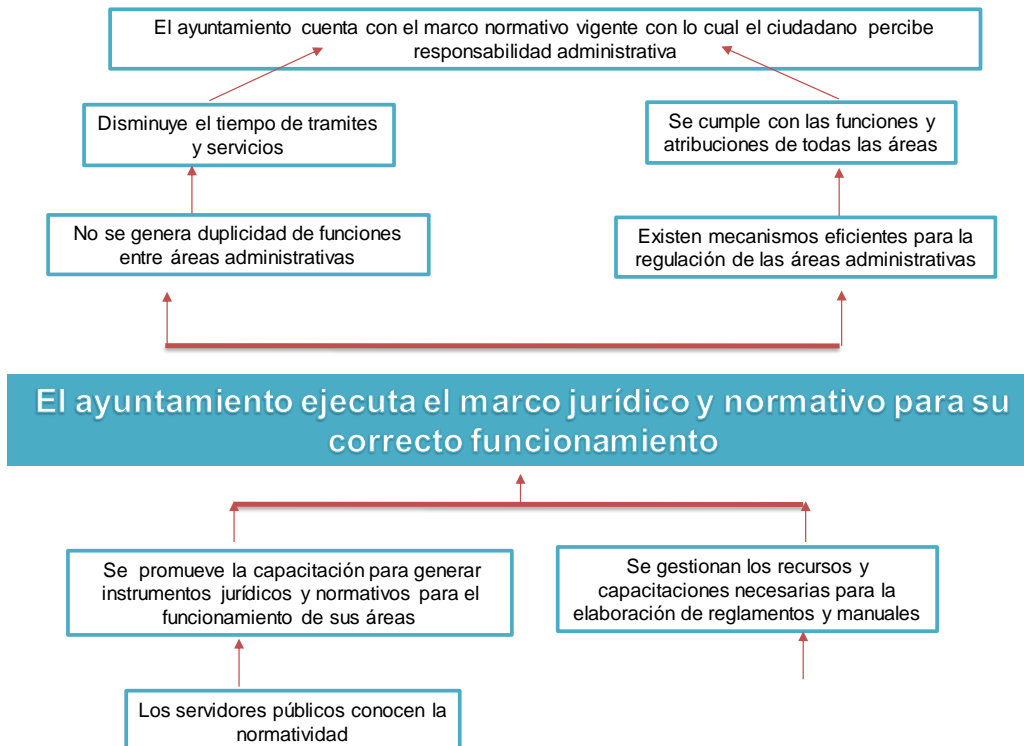 El ayuntamiento cuenta con el marco normativo vigente con lo cual el ciudadano percibe
responsabilidad administrativa
Disminuye el tiempo de tramites
y servicios
Se cumple con las funciones y
atribuciones de todas las áreas
No se genera duplicidad de funciones
entre áreas administrativas
Existen mecanismos eficientes para la
regulación de las áreas administrativas
El ayuntamiento ejecuta el marco jurídico y normativo para su
correcto funcionamiento
Se promueve la capacitación para generar
instrumentos jurídicos y normativos para el
funcionamiento de sus áreas
Se gestionan los recursos y
capacitaciones necesarias para la
elaboración de reglamentos y manuales
Los servidores públicos conocen la
normatividad